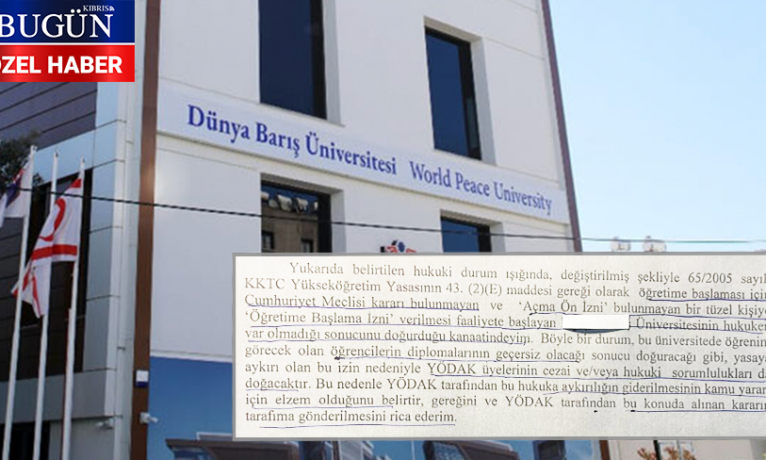 KIBRIS
BUGÜN
ÖZEL HABER
Dünya Barış Üniversitesi World Peace University
Yukarıda belirtilen hukuki durum ışığında, değiştirilmiş şekliyle 65/2005 sayıl
KKTC Yükseköğretim Yasasının 43. (2)(E) maddesi gereği olarak öğretime başlaması için
Cumhuriyet Meclisi kararı bulunmayan ve 'Açma Ön İzni' bulunmayan bir tüzel kişiye
'Öğretime Başlama İzni' verilmesi faaliyete başlayan Üniversitesinin hukuken
var olmadığı sonucunu doğurduğu kanaatindeyim. Böyle bir durum, bu üniversitede öğrenim
görecek olan öğrencilerin diplomalarının geçersiz olacağı sonucu doğuracağı gibi, yasaya
aykırı olan bu izin nedeniyle YÖDAK üyelerinin cezai ve/veya hukuki sorumlulukları da
doğacaktır. Bu nedenle YÖDAK tarafından bu hukuka aykırılığın giderilmesinin kamu yarar
için elzem olduğunu belirtir, gereğini ve YÖDAK tarafından bu konuda alınan kararın
tarafıma gönderilmesini rica ederim.